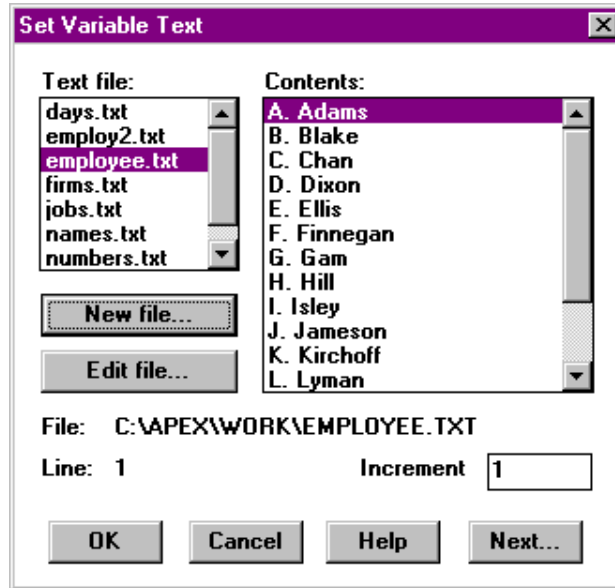 Set Variable Text
Text file:
days.txt
employ2.txt
employee.txt
firms.txt
jobs.txt
names.txt
numbers.txt
New file...
Edit file...
Contents:
A. Adams
B. Blake
C. Chan
D. Dixon
E. Ellis
F. Finnegan
G. Gam
H. Hill
I. Isley
J. Jameson
K. Kirchoff
L. Lyman
File: C:\APEX\WORK\EMPLOYEE.TXT
Line: 1 Increment 1
OK Cancel Help Next...